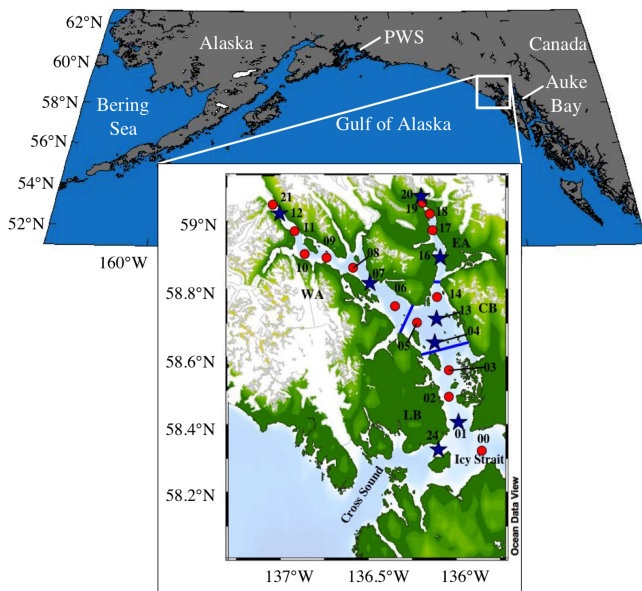 62°N
Alaska
PWS
Canada
60°N
58°N
Bering
Sea
Auke
Bay
56°N
Gulf of Alaska
54°N
52°N
160°W
21
20
12
19
18
59°N
11
09
17
08
EA
10
07
16
WA
58.8°N
06
14
CB
13
04
05
58.6°N
03
02
LB
58.4°N
24
01
00
Icy Strait
58.2°N
Cross Sound
Ocean Data View
137°W
136.5°W
136°W